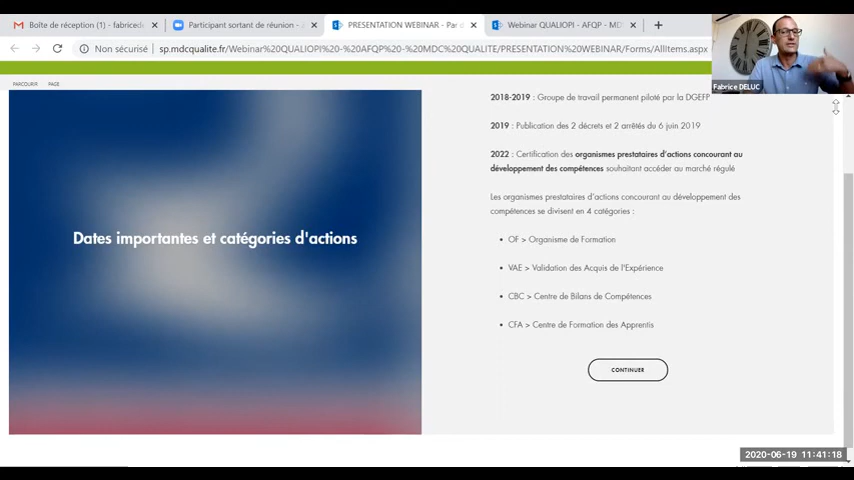 Boîte de réception (1) - fabricede
Participant sortant de réunion -
PRESENTATION WEBINAR - Par d
Webinar QUALIOPI - AFQP - MD
Non sécurisé
sp.mdcqualite.fr/Webinar%20QUALIOPI%20-%20AFQP%20-%20MDC%20QUALITE/PRESENTATION%20WEBINAR/Forms/AllItems.aspx
Fabrice DELUC
PARCOURIR PAGE
Dates importantes et catégories d'actions
2018-2019 : Groupe de travail permanent piloté par la DGEFP
2019 : Publication des 2 décrets et 2 arrêtés du 6 juin 2019
2022 : Certification des organismes prestataires d'actions concourant au
développement des compétences souhaitant accéder au marché régulé
Les organismes prestataires d'actions concourant au développement des
compétences se divisent en 4 catégories :
• OF > Organisme de Formation
• VAE > Validation des Acquis de l'Expérience
• CBC > Centre de Bilans de Compétences
• CFA > Centre de Formation des Apprentis
CONTINUER
2020-06-19 11:41:18